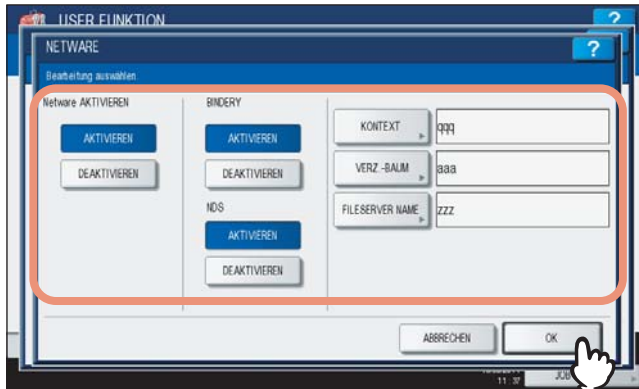 USER FUNKTION
?
NETWARE
?
Bearbeitung auswählen
Netware AKTIVIEREN
AKTIVIEREN
DEAKTIVIEREN
BINDERY
AKTIVIEREN
DEAKTIVIEREN
NDS
AKTIVIEREN
DEAKTIVIEREN
KONTEXT
qqq
VERZ.-BAUM
aaa
FILESERVER NAME
zzz
ABBRECHEN
OK
11:37
JOB